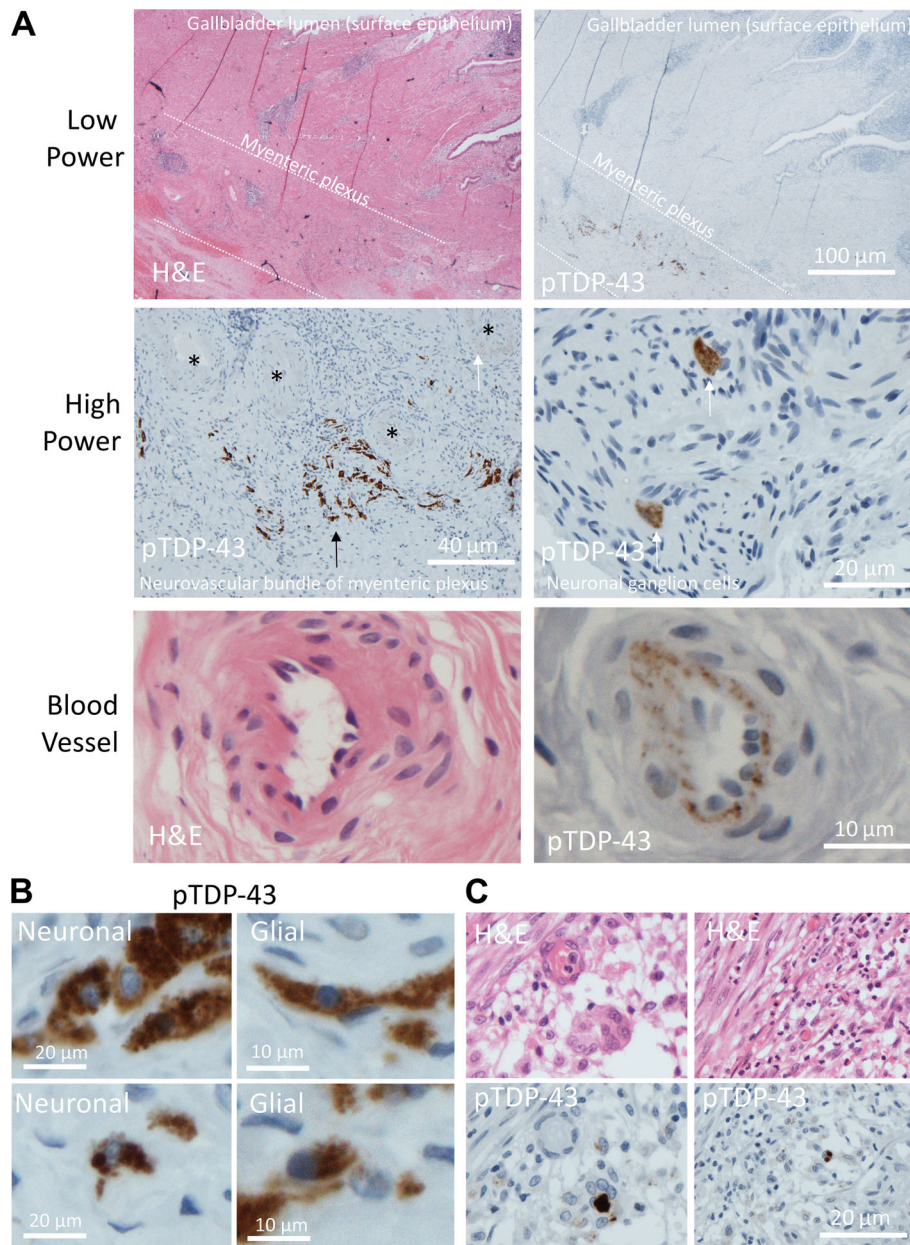 A
Gallbladder lumen (surface epithelium)
Gallbladder lumen (surface epithelium)
Low
Power
Myenteric plexus
Myenteric plexus
H&E
pTDP-43
100 µm
High
Power
*
*
*
*
pTDP-43
40 µm
Neurovascular bundle of myenteric plexus
pTDP-43
20 µm
Neuronal ganglion cells
Blood
Vessel
H&E
pTDP-43
10 µm
B
pTDP-43
Neuronal
Glial
20 µm
10 µm
Neuronal
Glial
20 µm
10 µm
C
H&E
H&E
pTDP-43
pTDP-43
20 µm